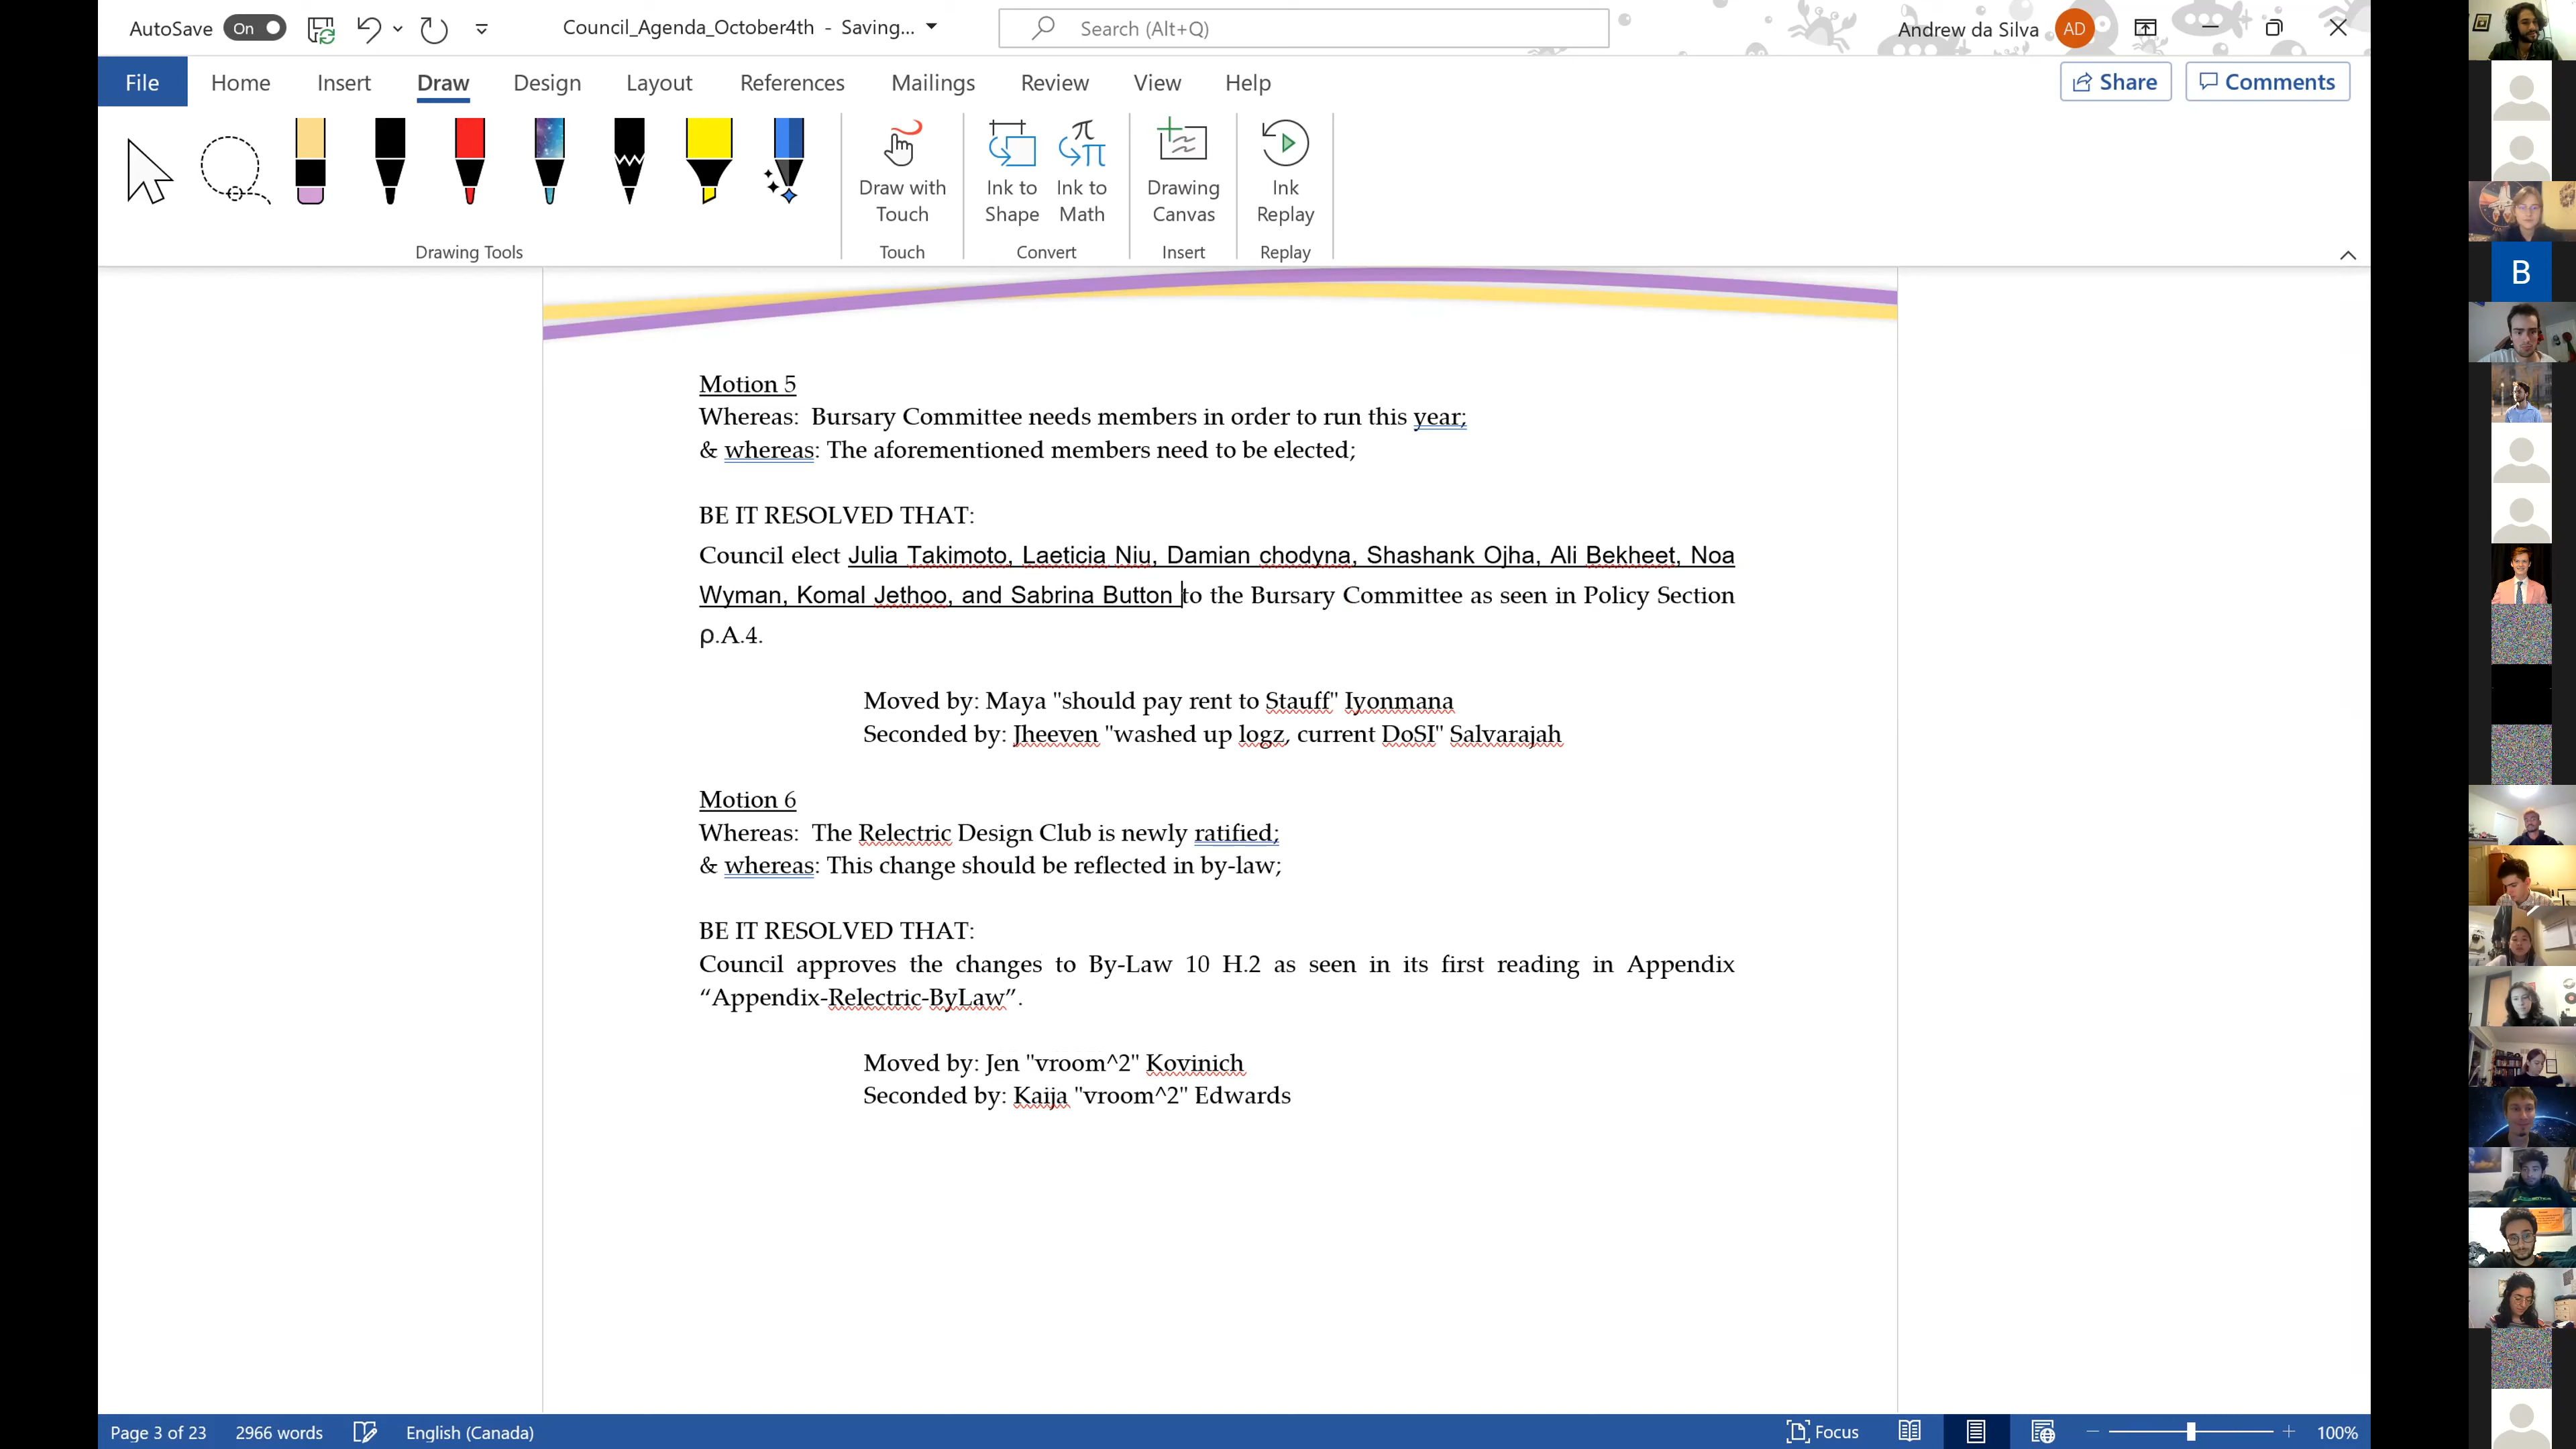 AutoSave On Council_Agenda_October4th - Saving... Search (Alt+Q) Andrew da Silva AD
File Home Insert Draw Design Layout References Mailings Review View Help Share Comments
Draw with Touch
Ink to Shape
Ink to Math
Drawing Canvas
Ink Replay
Drawing Tools Touch Convert Insert Replay
B
Motion 5
Whereas: Bursary Committee needs members in order to run this year;
& whereas: The aforementioned members need to be elected;
BE IT RESOLVED THAT:
Council elect Julia Takimoto, Laeticia Niu, Damian chodyna, Shashank Ojha, Ali Bekheet, Noa
Wyman, Komal Jethoo, and Sabrina Button to the Bursary Committee as seen in Policy Section
ρ.A.4.
Moved by: Maya "should pay rent to Stauff" Iyonmana
Seconded by: Jheeven "washed up logz, current DoSI" Salvarajah
Motion 6
Whereas: The Relectric Design Club is newly ratified;
& whereas: This change should be reflected in by-law;
BE IT RESOLVED THAT:
Council approves the changes to By-Law 10 H.2 as seen in its first reading in Appendix
“Appendix-Relectric-ByLaw”.
Moved by: Jen "vroom^2" Kovinich
Seconded by: Kaija "vroom^2" Edwards
Page 3 of 23 2966 words English (Canada) Focus 100%